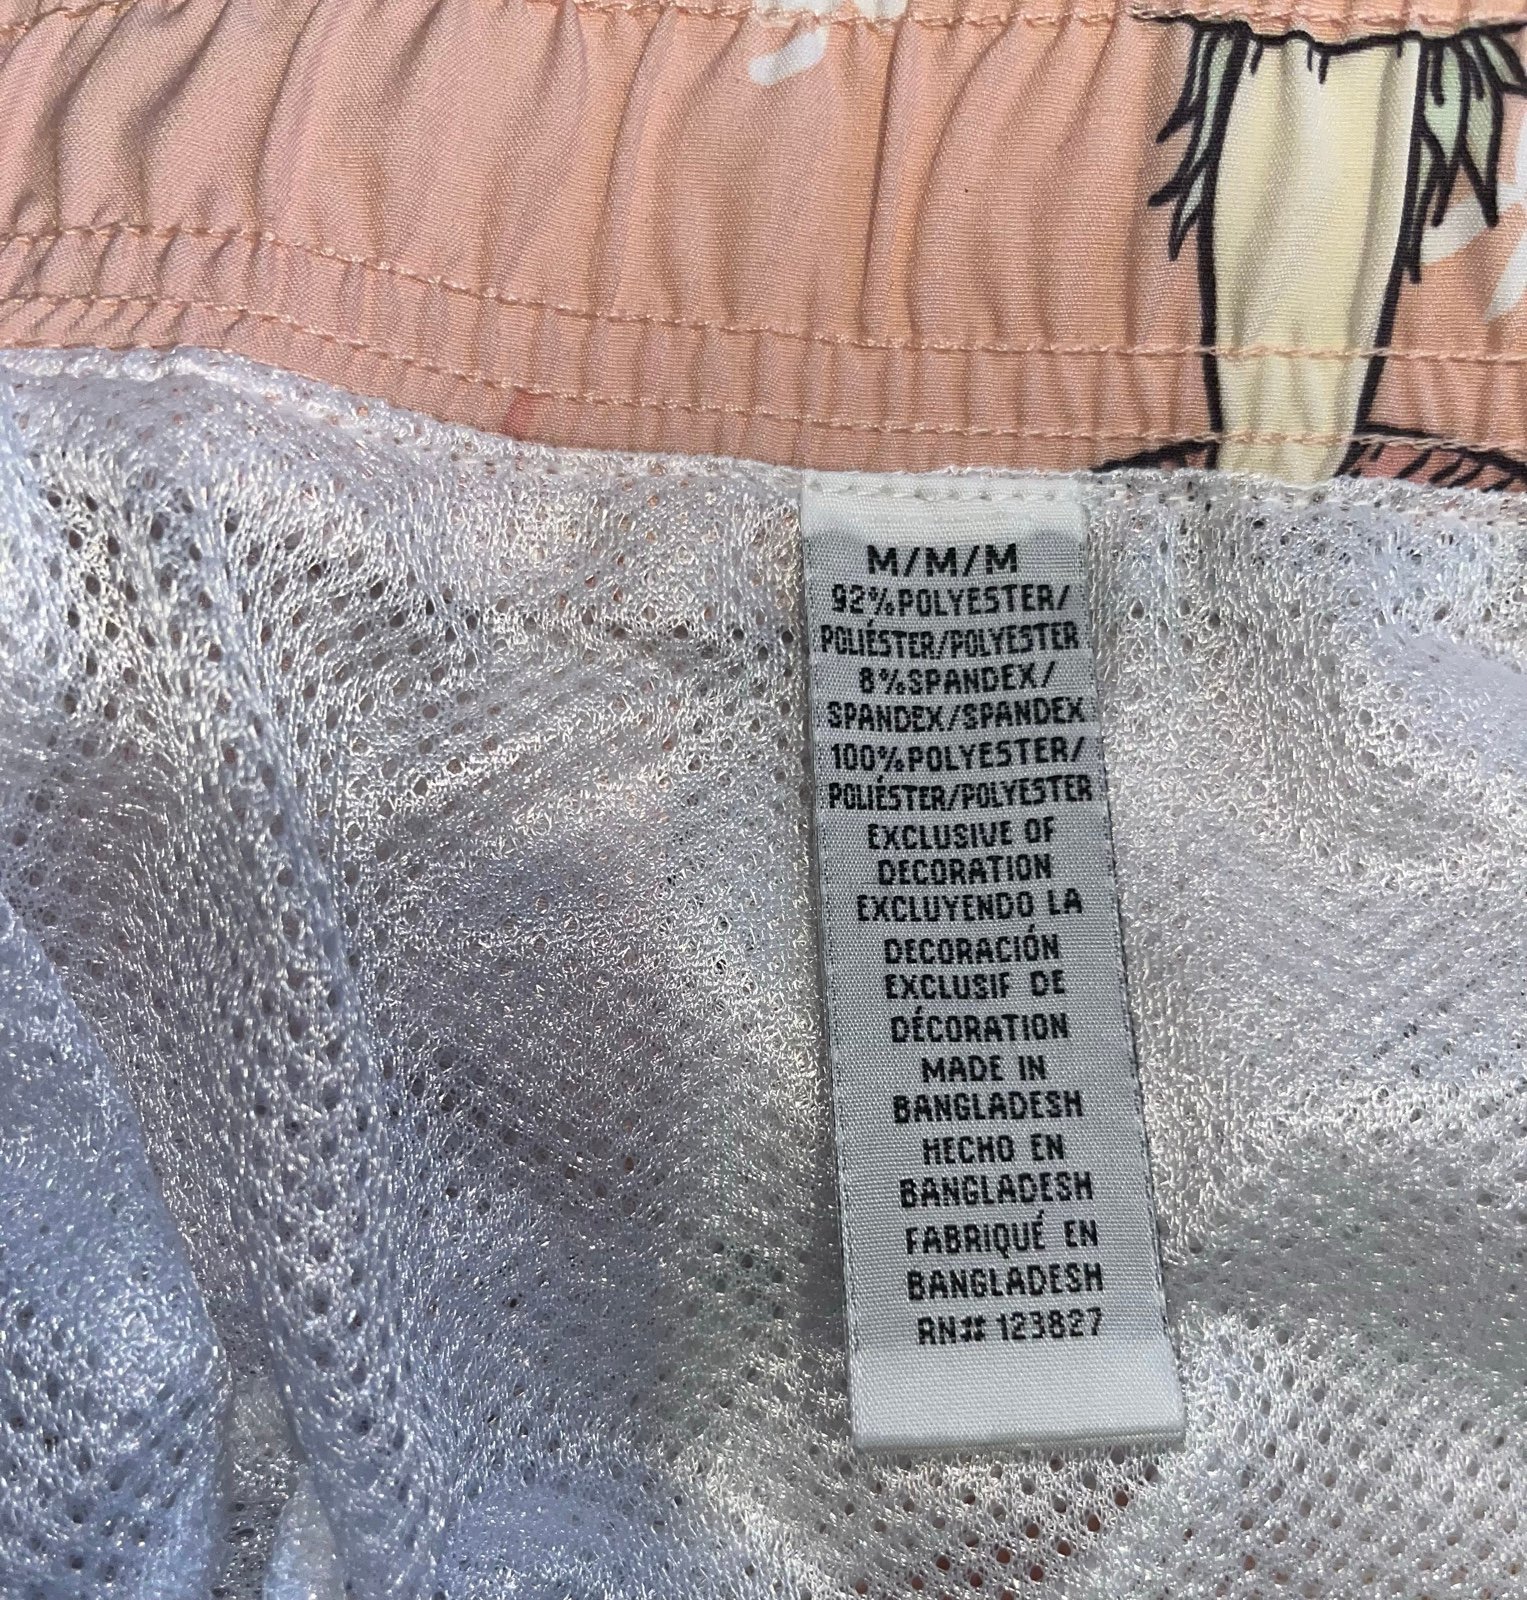 M/M/M
92%POLYESTER/
POLIÉSTER/POLYESTER
8%SPANDEX/
SPANDEX/SPANDEX
100%POLYESTER/
POLIÉSTER/POLYESTER
EXCLUSIVE OF
DECORATION
EXCLUYENDO LA
DECORACIÓN
EXCLUSIF DE
DÉCORATION
MADE IN
BANGLADESH
HECHO EN
BANGLADESH
FABRIQUÉ EN
BANGLADESH
RN# 123827